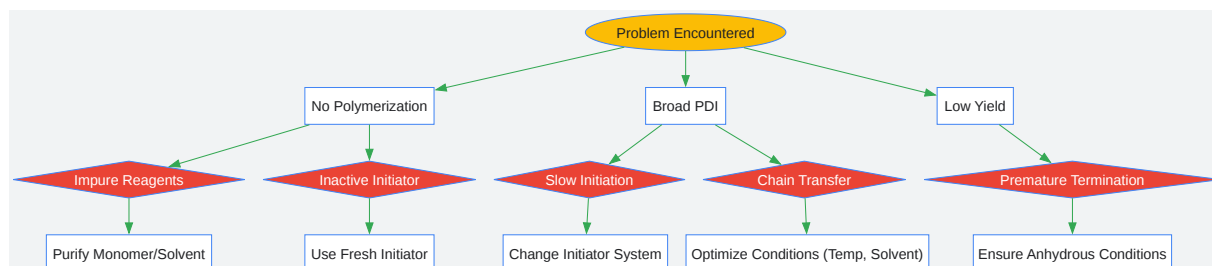 Problem Encountered
No Polymerization
Broad PDI
Low Yield
Impure Reagents
Inactive Initiator
Slow Initiation
Chain Transfer
Premature Termination
Purify Monomer/Solvent
Use Fresh Initiator
Change Initiator System
Optimize Conditions (Temp, Solvent)
Ensure Anhydrous Conditions